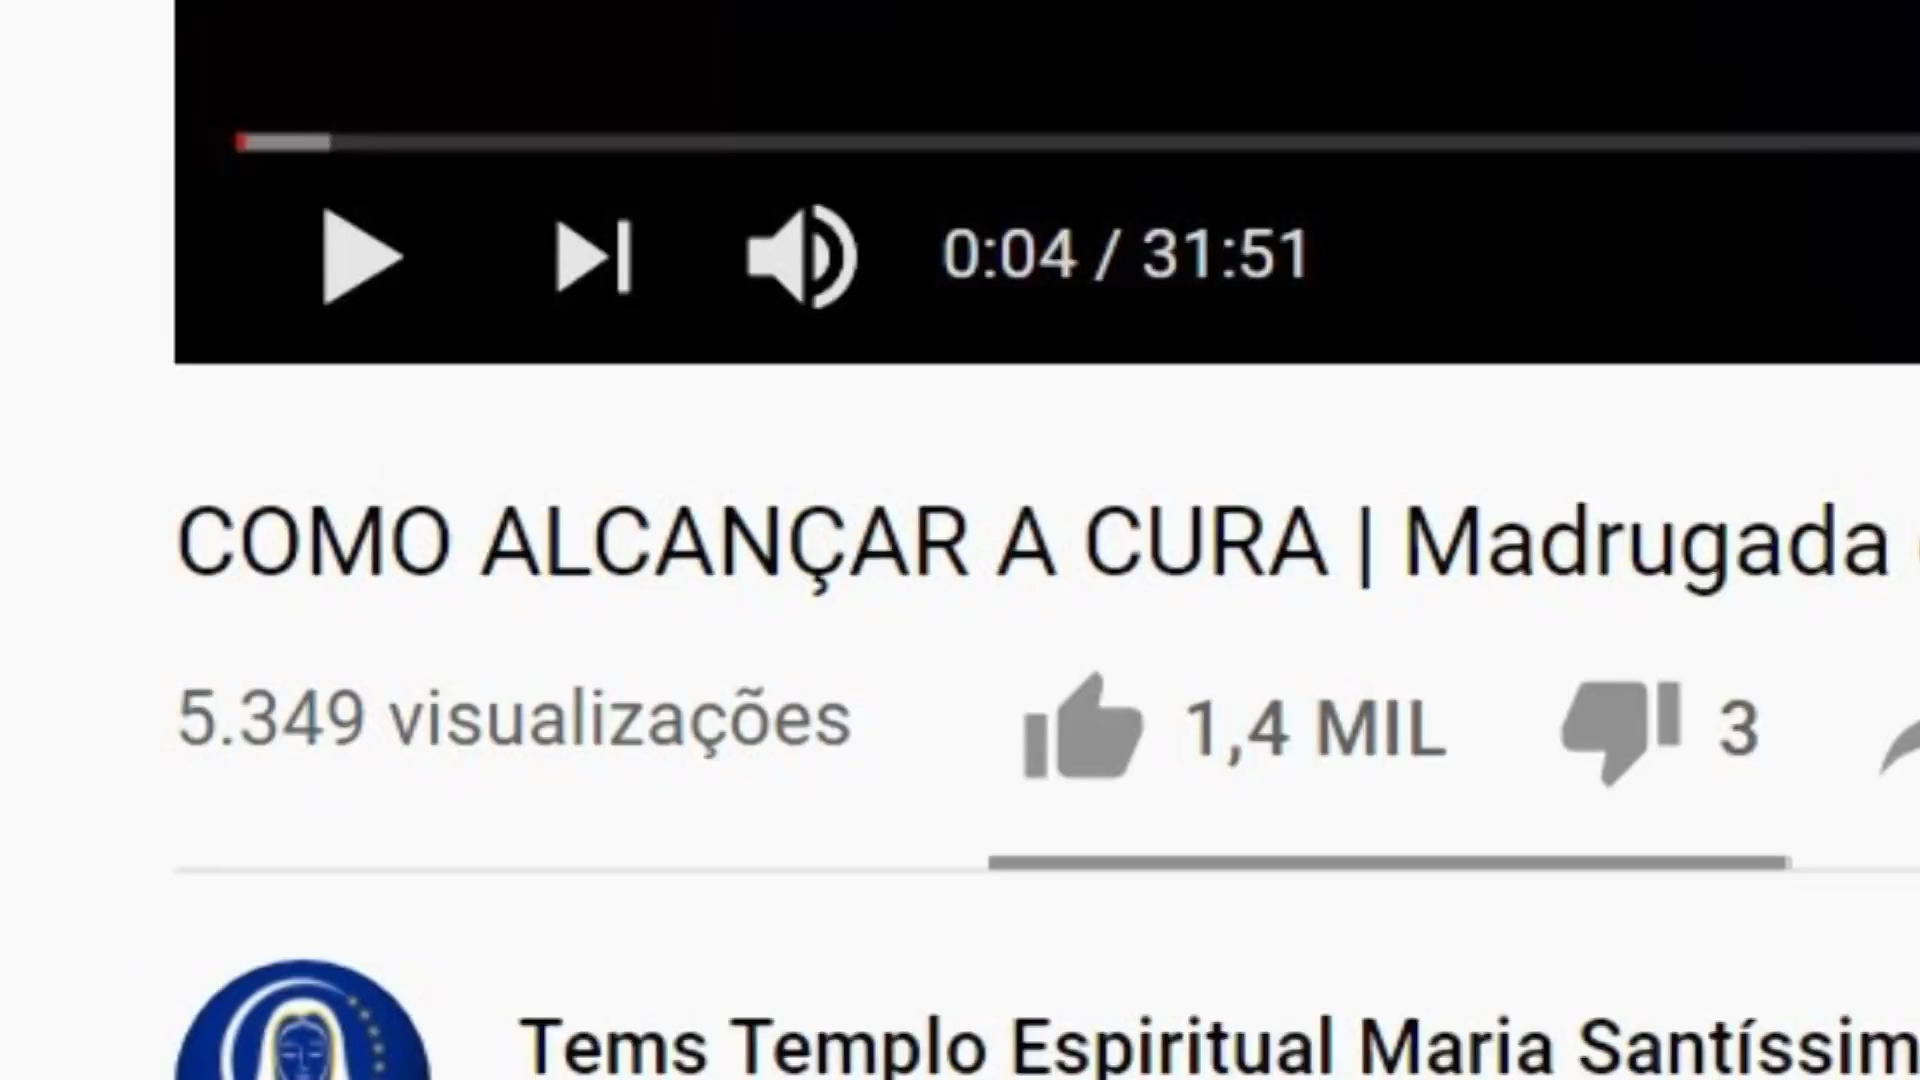 0:04 / 31:51
COMO ALCANÇAR A CURA | Madrugada
5.349 visualizações 1,4 MIL 3
Tems Templo Espiritual Maria Santíssim